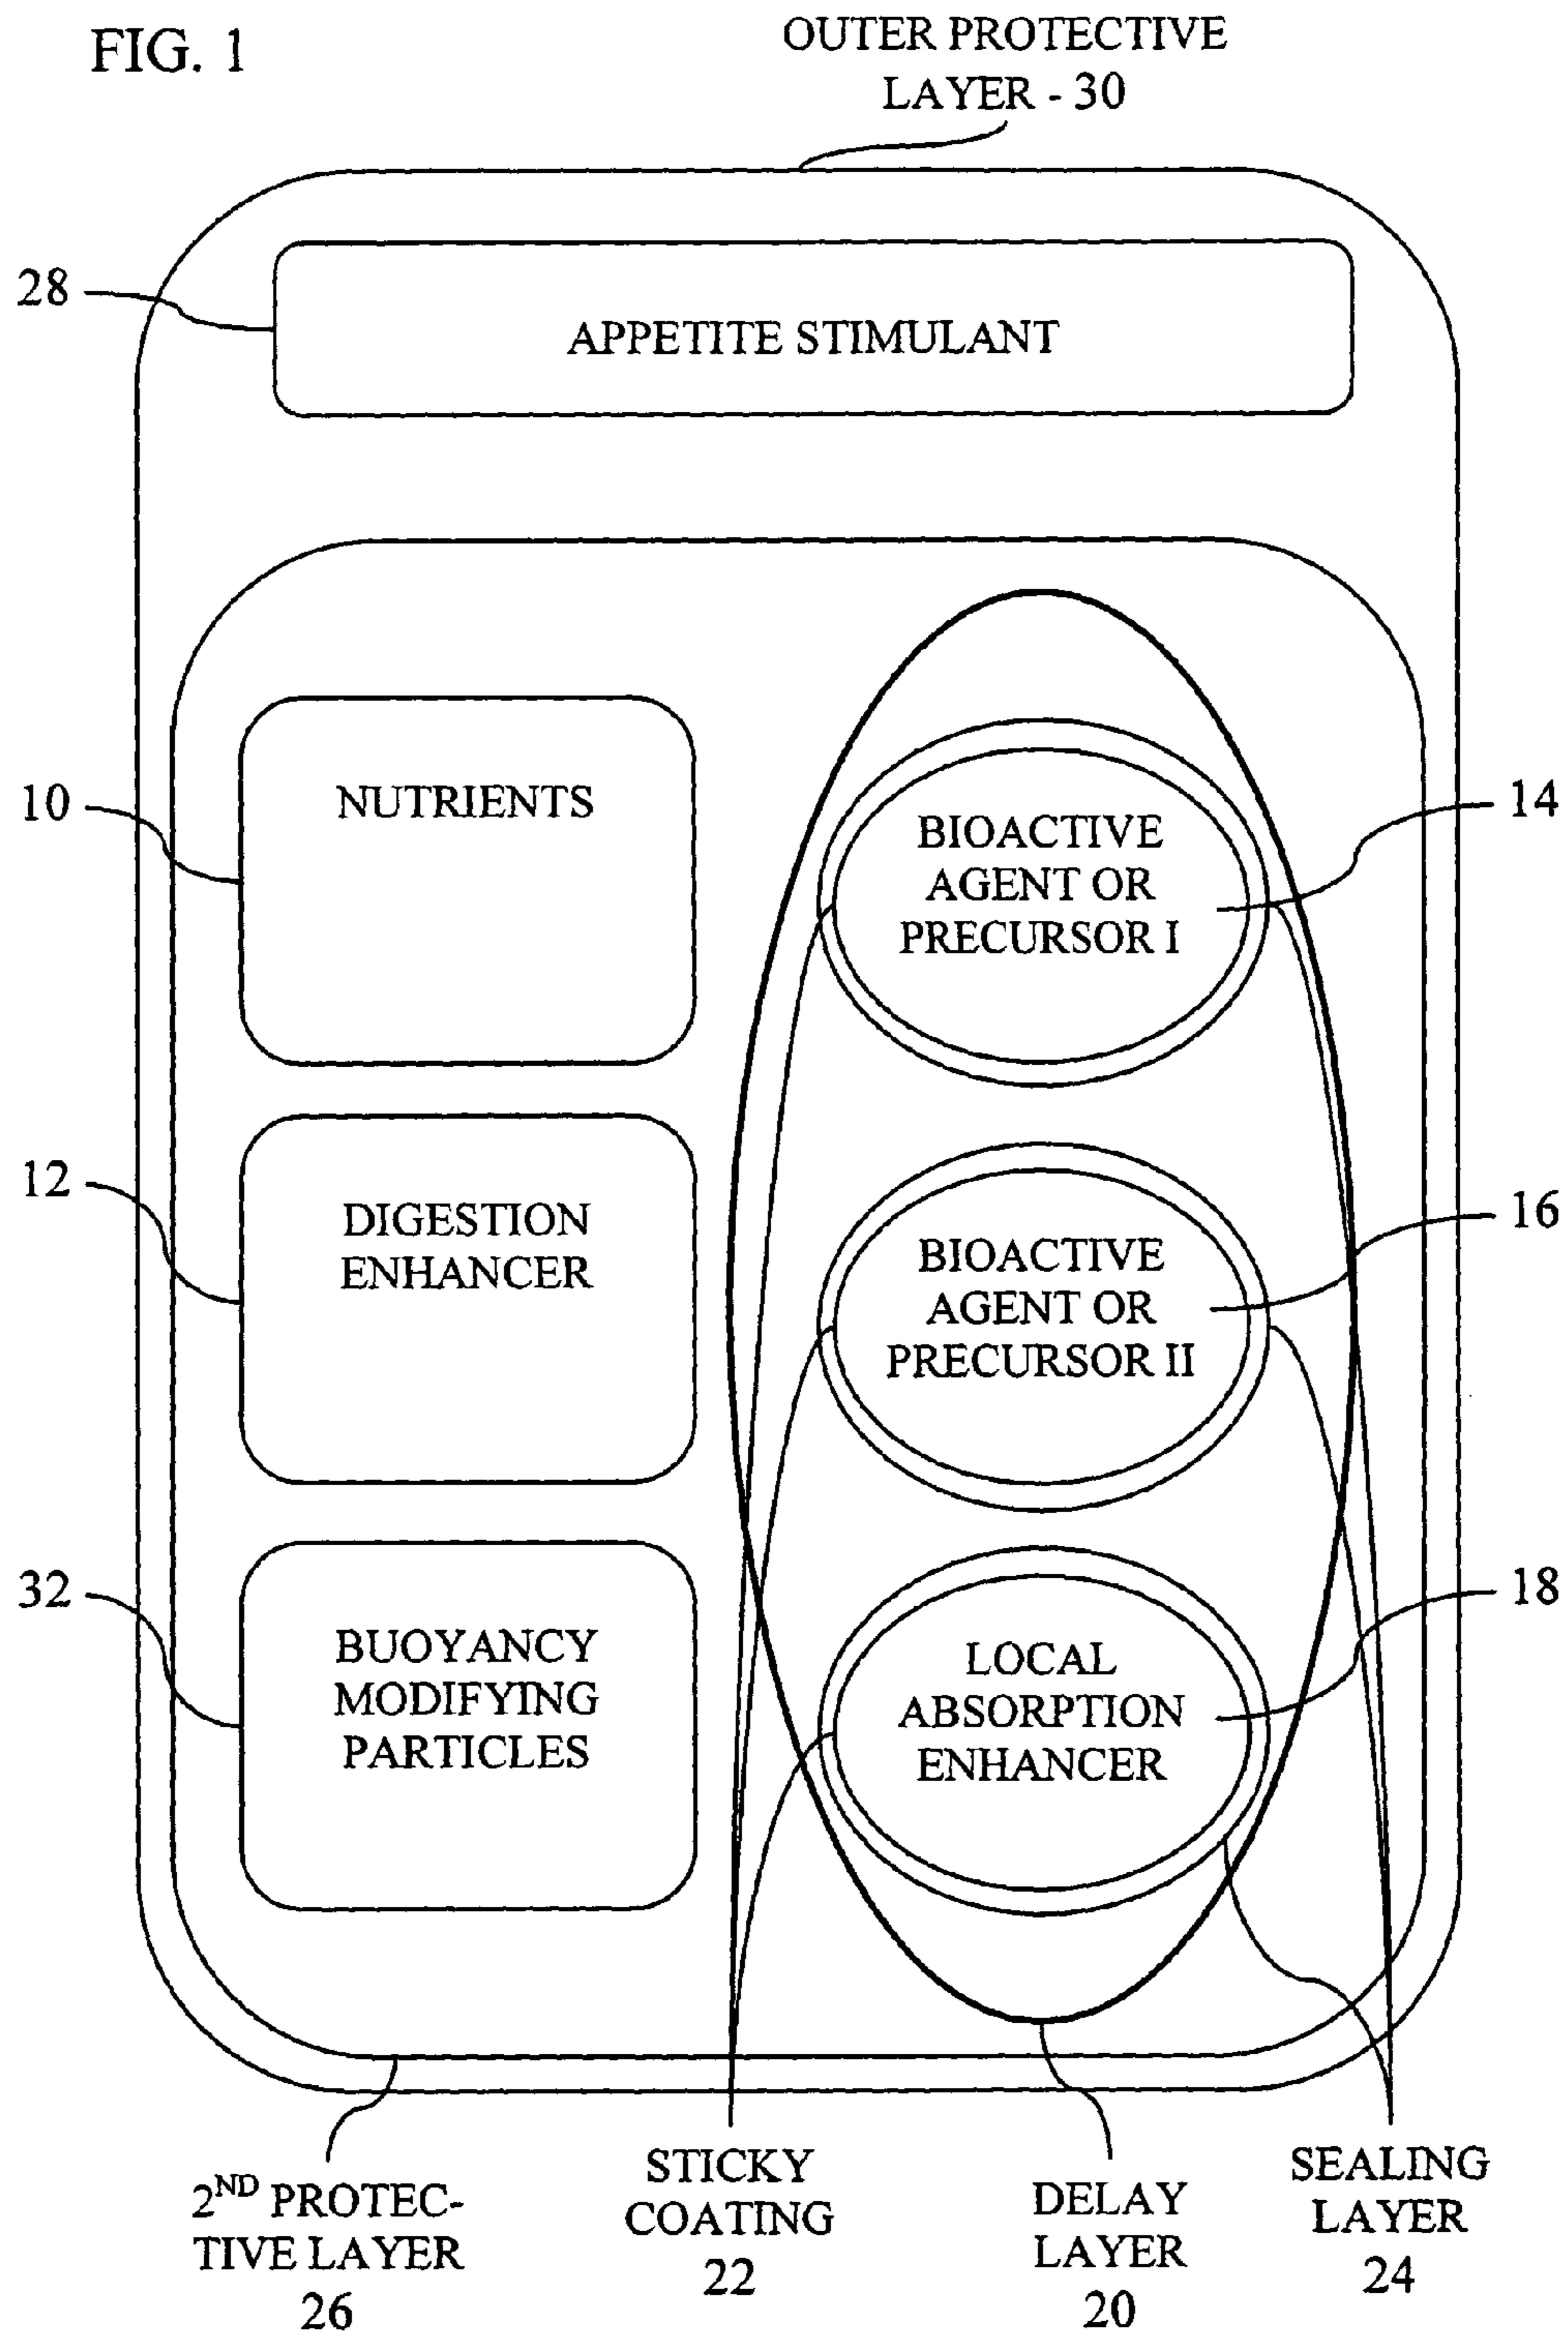 FIG. 1
OUTER PROTECTIVE
LAYER - 30
28
APPETITE STIMULANT
10
NUTRIENTS
14
BIOACTIVE
AGENT OR
PRECURSOR I
12
DIGESTION
ENHANCER
16
BIOACTIVE
AGENT OR
PRECURSOR II
32
BUOYANCY
MODIFYING
PARTICLES
18
LOCAL
ABSORPTION
ENHANCER
2ND PROTEC-
TIVE LAYER
26
STICKY
COATING
22
DELAY
LAYER
20
SEALING
LAYER
24